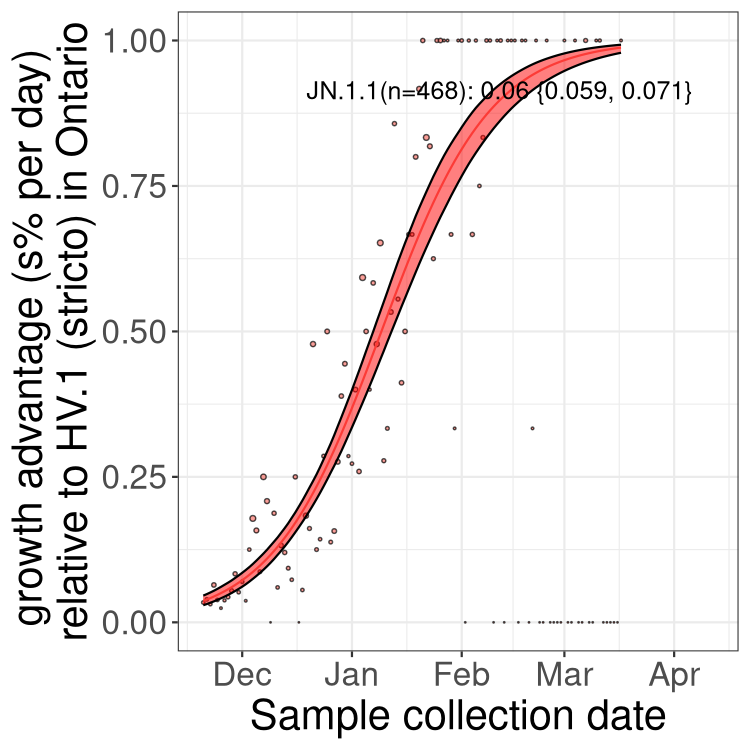 growth advantage (s% per day)
relative to HV.1 (stricto) in Ontario
1.00
0.75
0.50
0.25
0.00
JN.1.1(n=468): 0.06 {0.059, 0.071}
Dec Jan Feb Mar Apr
Sample collection date